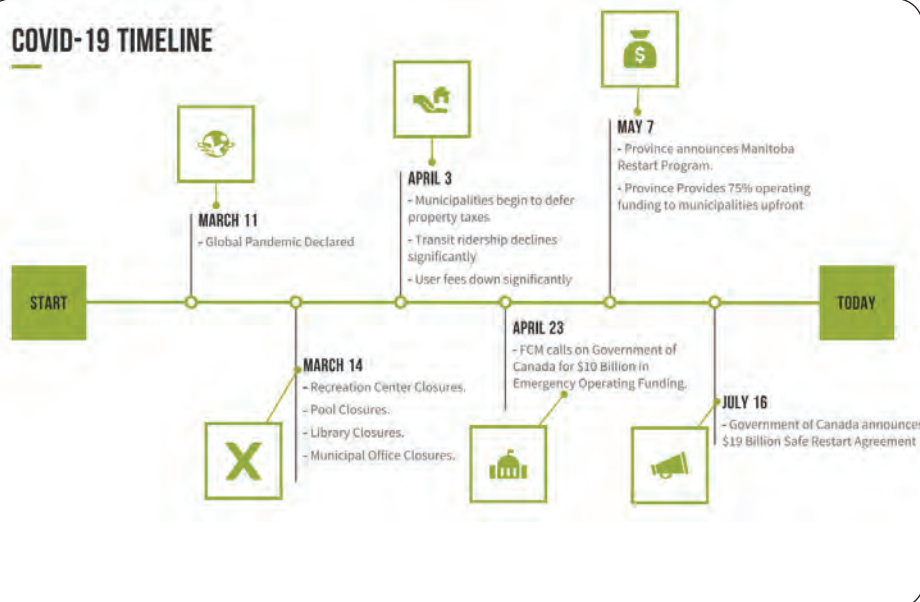 COVID-19 TIMELINE
START
MARCH 11
- Global Pandemic Declared
MARCH 14
- Recreation Center Closures.
- Pool Closures.
- Library Closures.
- Municipal Office Closures.
X
APRIL 3
- Municipalities begin to defer
property taxes
- Transit ridership declines
significantly
- User fees down significantly
APRIL 23
- FCM calls on Government of
Canada for $10 Billion in
Emergency Operating Funding.
$
MAY 7
- Province announces Manitoba
Restart Program.
- Province Provides 75% operating
funding to municipalities upfront
JULY 16
- Government of Canada announces
$19 Billion Safe Restart Agreement
TODAY